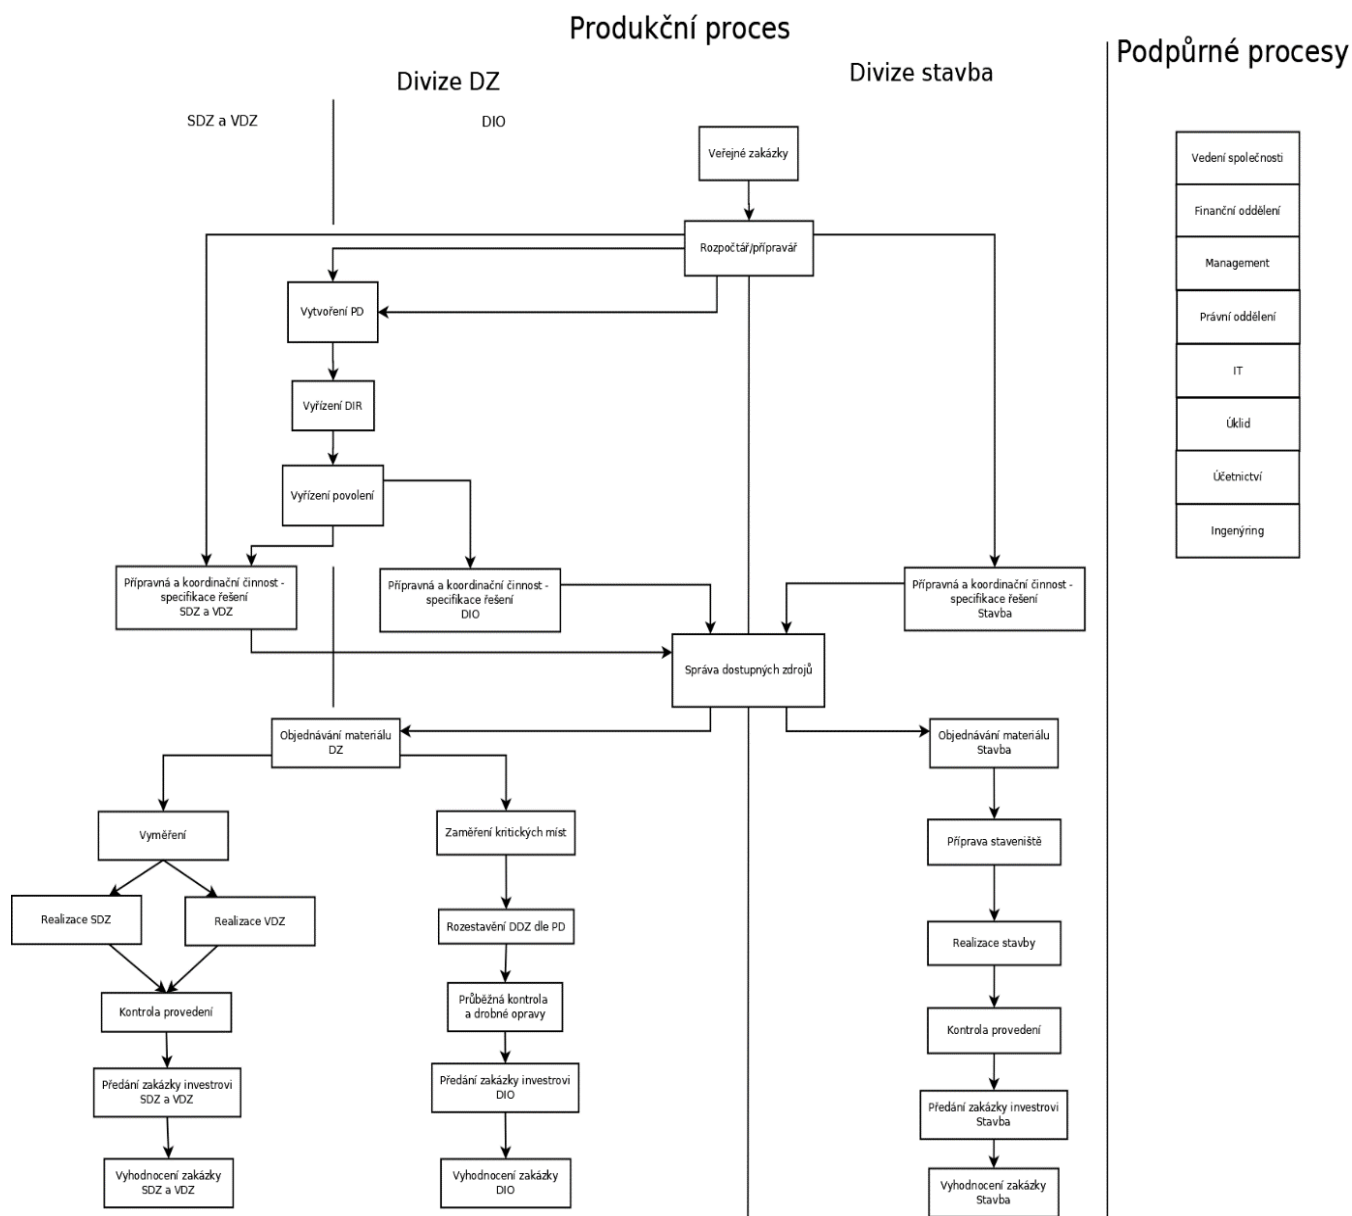 Produkční proces
Podpůrné procesy
Divize DZ
Divize stavba
SDZ a VDZ
DIO
Veřejné zakázky
Rozpočtář/přípravář
Vytvoření PD
Vyřízení DIR
Vyřízení povolení
Přípravná a koordinační činnost -
specifikace řešení
SDZ a VDZ
Přípravná a koordinační činnost -
specifikace řešení
DIO
Přípravná a koordinační činnost -
specifikace řešení
Stavba
Správa dostupných zdrojů
Objednávání materiálu
DZ
Objednávání materiálu
Stavba
Vyměření
Realizace SDZ
Realizace VDZ
Kontrola provedení
Předání zakázky investrovi
SDZ a VDZ
Vyhodnocení zakázky
SDZ a VDZ
Zaměření kritických míst
Rozestavění DDZ dle PD
Průběžná kontrola
a drobné opravy
Předání zakázky investrovi
DIO
Vyhodnocení zakázky
DIO
Příprava staveniště
Realizace stavby
Kontrola provedení
Předání zakázky investrovi
Stavba
Vyhodnocení zakázky
Stavba
Vedení společnosti
Finanční oddělení
Management
Právní oddělení
IT
Úklid
Účetnictví
Ingenýring